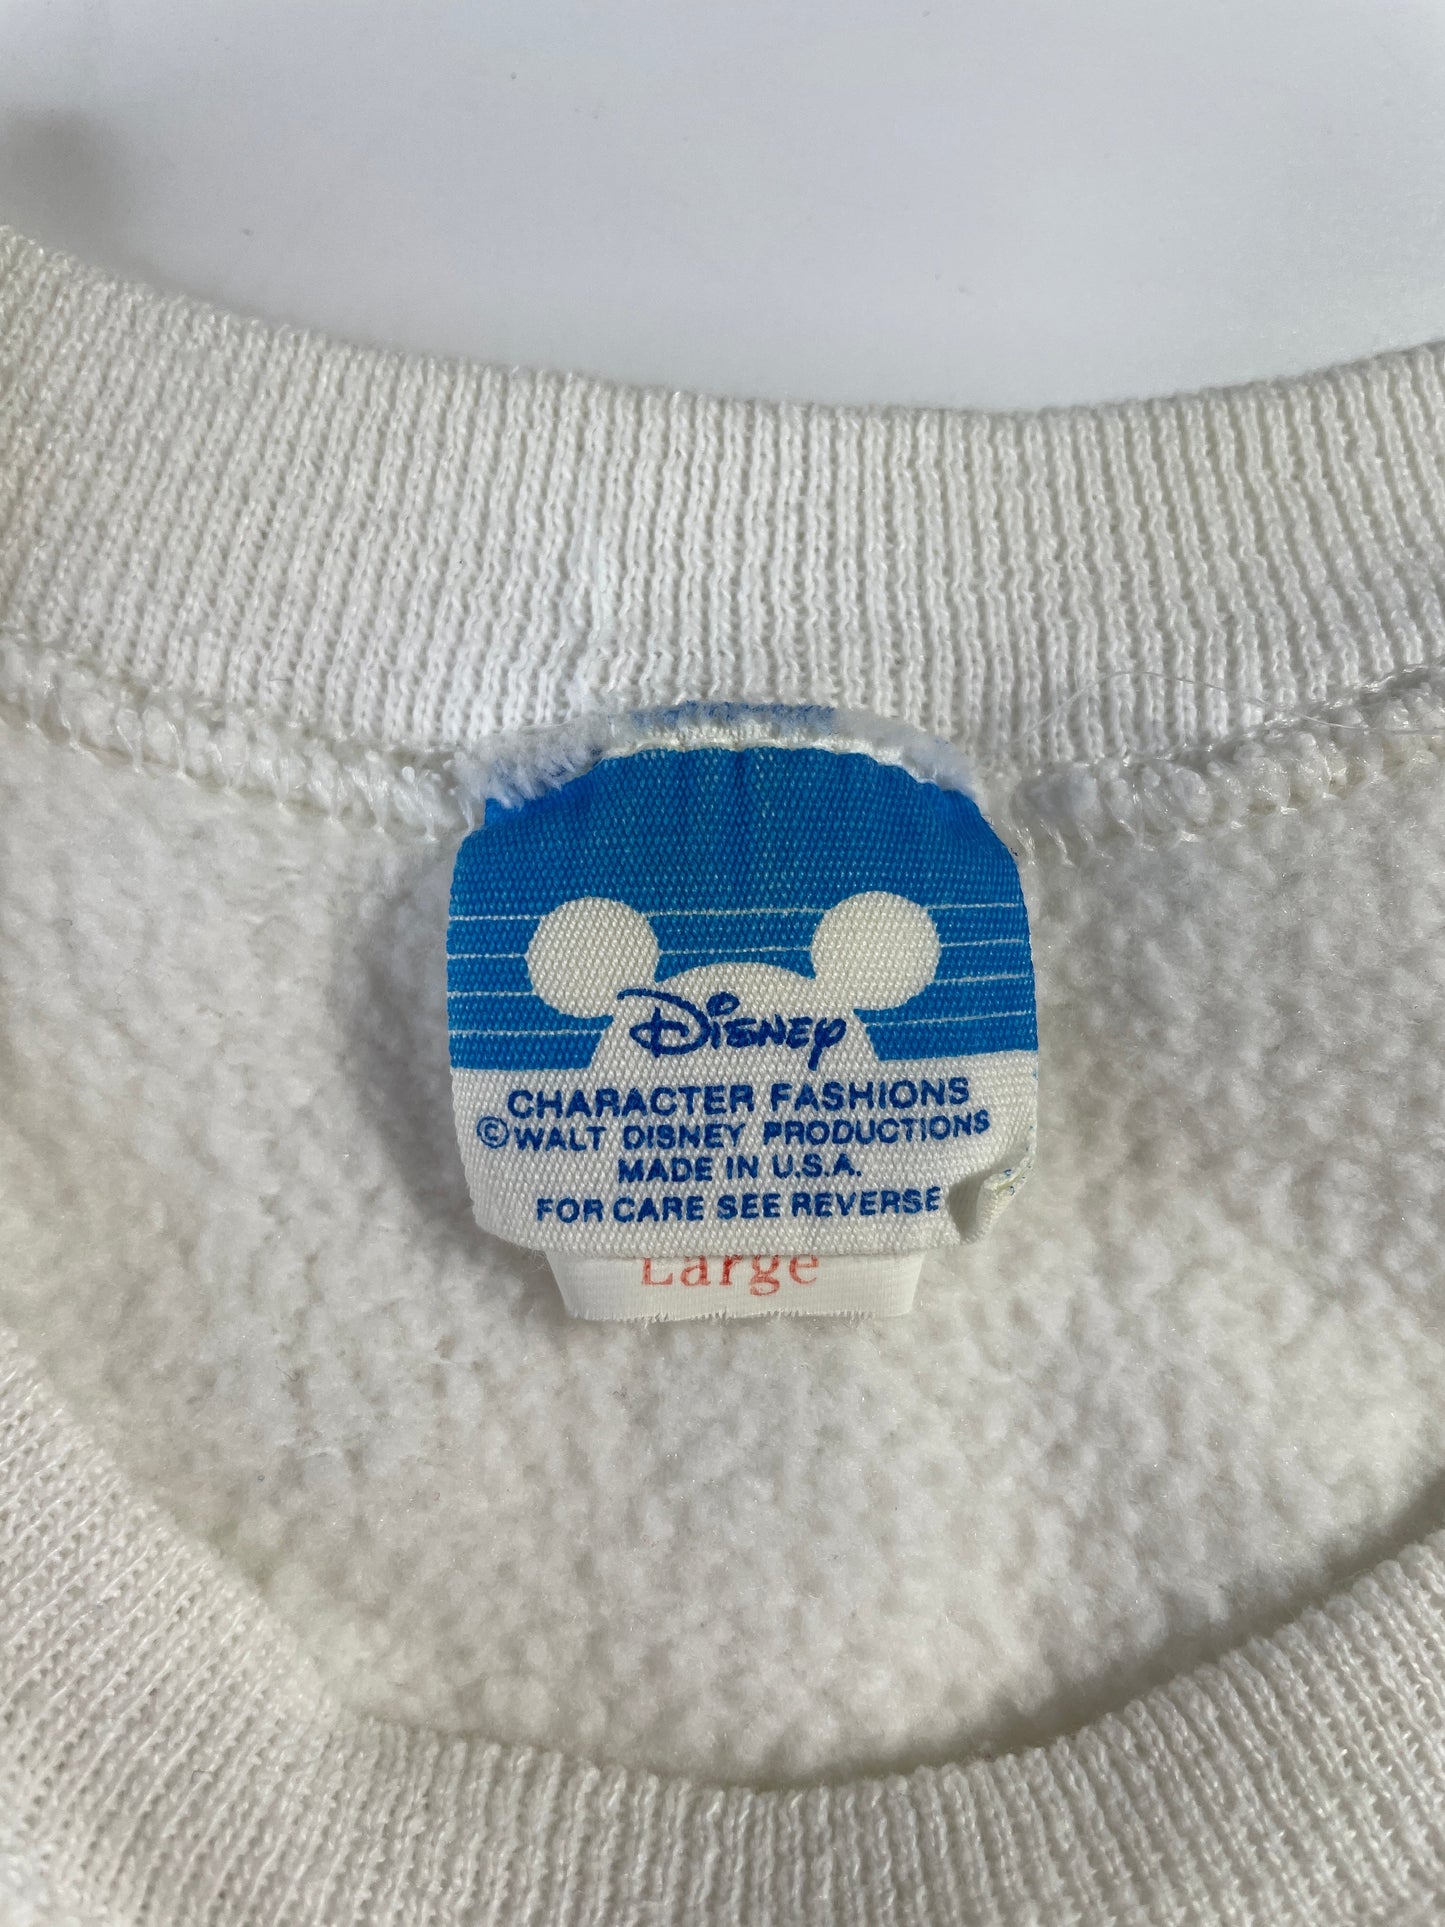 Disney
CHARACTER FASHIONS
©WALT DISNEY PRODUCTIONS
MADE IN U.S.A.
FOR CARE SEE REVERSE
Large